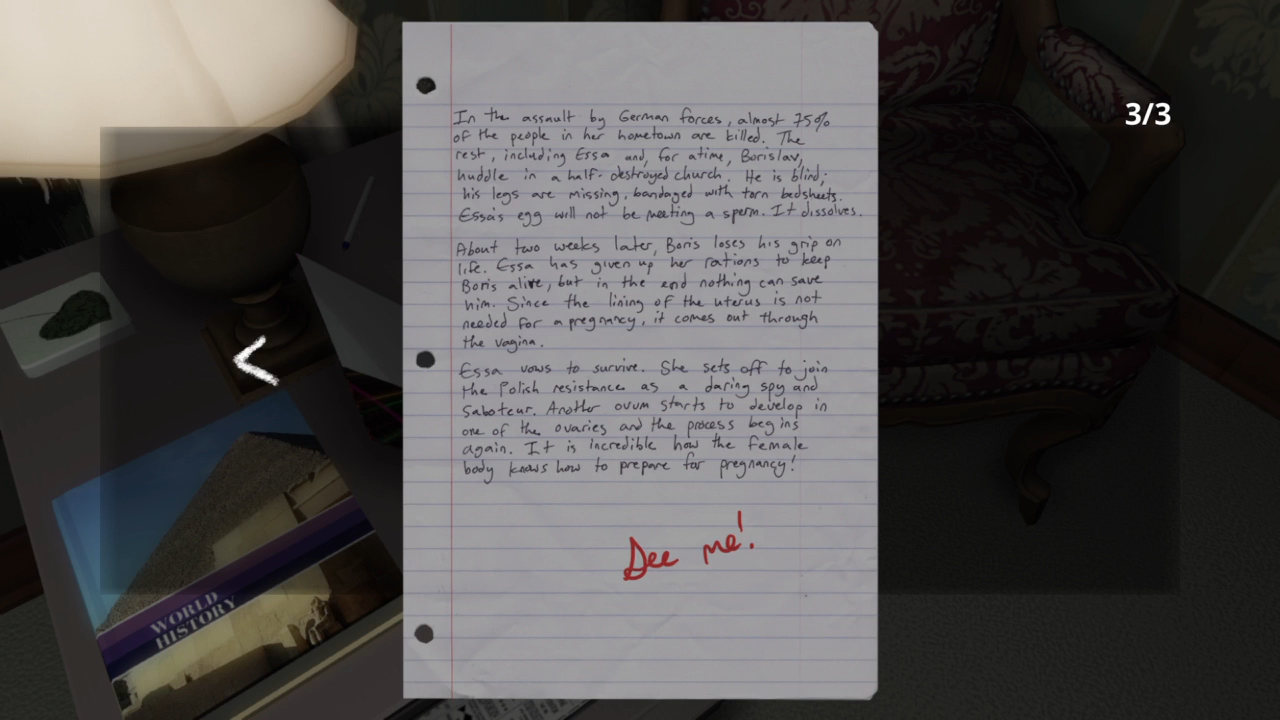 3/3
In the assault by German forces, almost 75%
of the people in her hometown are killed. The
rest, including Essa and, for atime, Borislav,
huddle in a half-destroyed church. He is blind;
his legs are missing, bandaged with torn bedsheets.
Essa's egg will not be meeting a sperm. It dissolves.
About two weeks later, Boris loses his grip on
life. Essa has given up her rations to keep
Boris alive, but in the end nothing can save
him. Since the lining of the uterus is not
needed for a pregnancy, it comes out through
the vagina.
Essa vows to survive. She sets off to join
the Polish resistance as a daring spy and
saboteur. Another ovum starts to develop in
one of the ovaries and the process begins
again. It is incredible how the female
body knows how to prepare for pregnancy!
See me!
WORLD
HISTORY